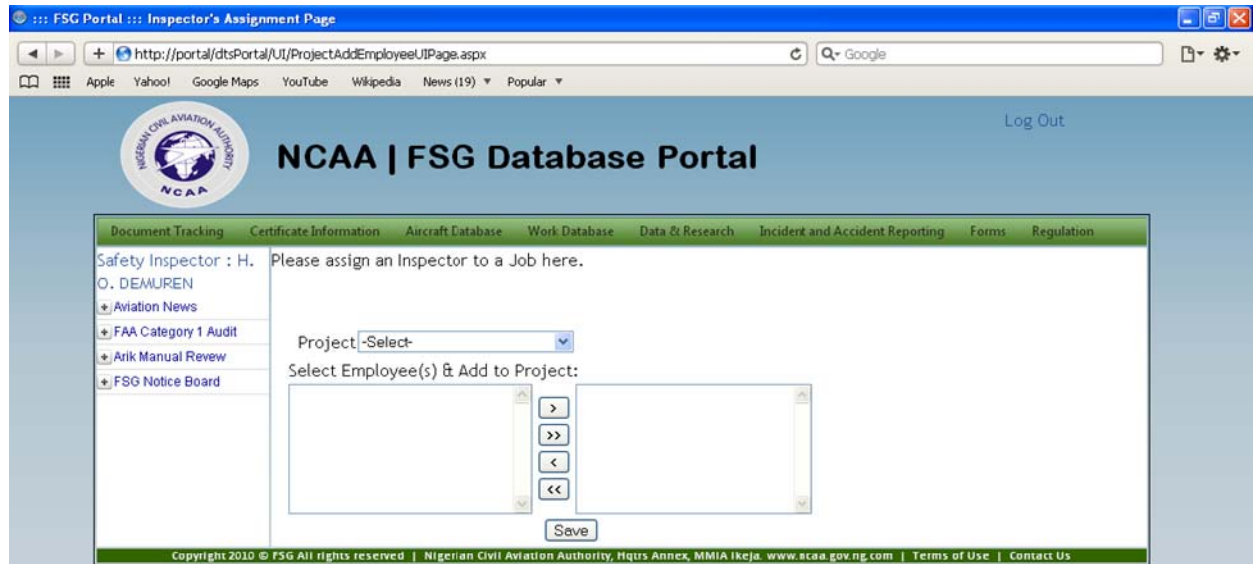 ::: FSG Portal ::: Inspector's Assignment Page
http://portal/dtsPortal/UI/ProjectAddEmployeeUIPage.aspx
Q- Google
Apple Yahoo! Google Maps YouTube Wikipedia News (19) ▼ Popular ▼
NIGERIAN CIVIL AVIATION AUTHORITY
NCAA
NCAA | FSG Database Portal
Log Out
Document Tracking Certificate Information Aircraft Database Work Database Data & Research Incident and Accident Reporting Forms Regulation
Safety Inspector : H.
O. DEMUREN
Aviation News
FAA Category 1 Audit
Arik Manual Revew
FSG Notice Board
Please assign an Inspector to a Job here.
Project -Select-
Select Employee(s) & Add to Project:
>
>>
<
<<
Save
Copyright 2010 © FSG All rights reserved | Nigerian Civil Aviation Authority, Hqtrs Annex, MMIA Ikeja. www.ncaa.gov.ng.com | Terms of Use | Contact Us